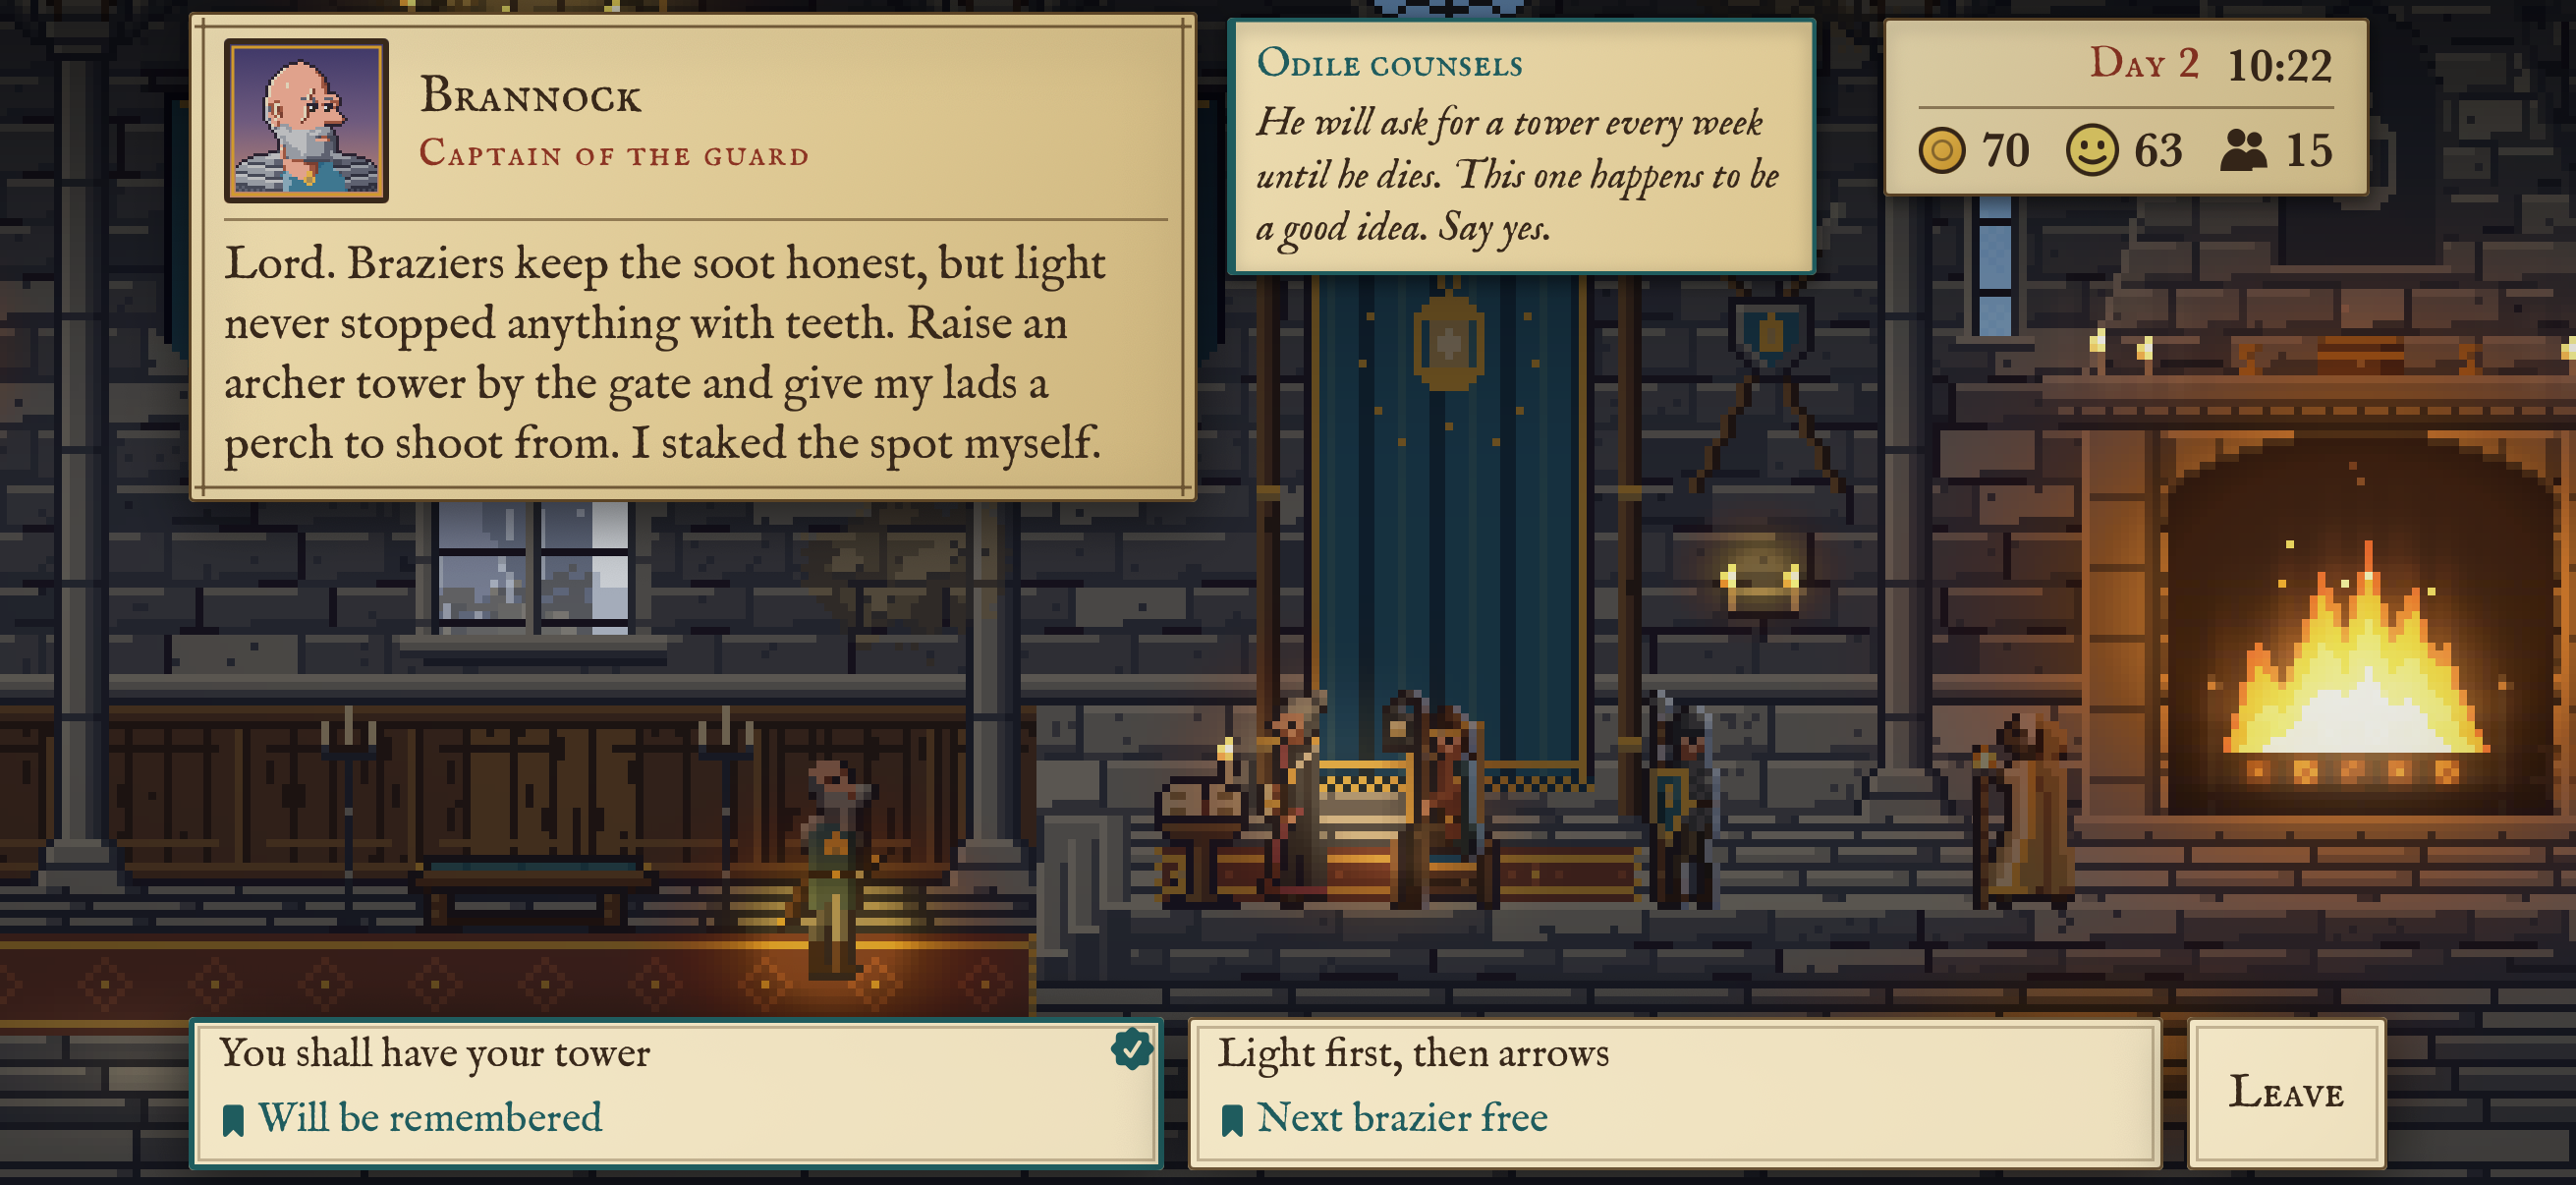 Brannock
Captain of the guard
Lord. Braziers keep the soot honest, but light
never stopped anything with teeth. Raise an
archer tower by the gate and give my lads a
perch to shoot from. I staked the spot myself.
Odile counsels
He will ask for a tower every week
until he dies. This one happens to be
a good idea. Say yes.
Day 2 10:22
70 63 15
You shall have your tower
Will be remembered
Light first, then arrows
Next brazier free
Leave